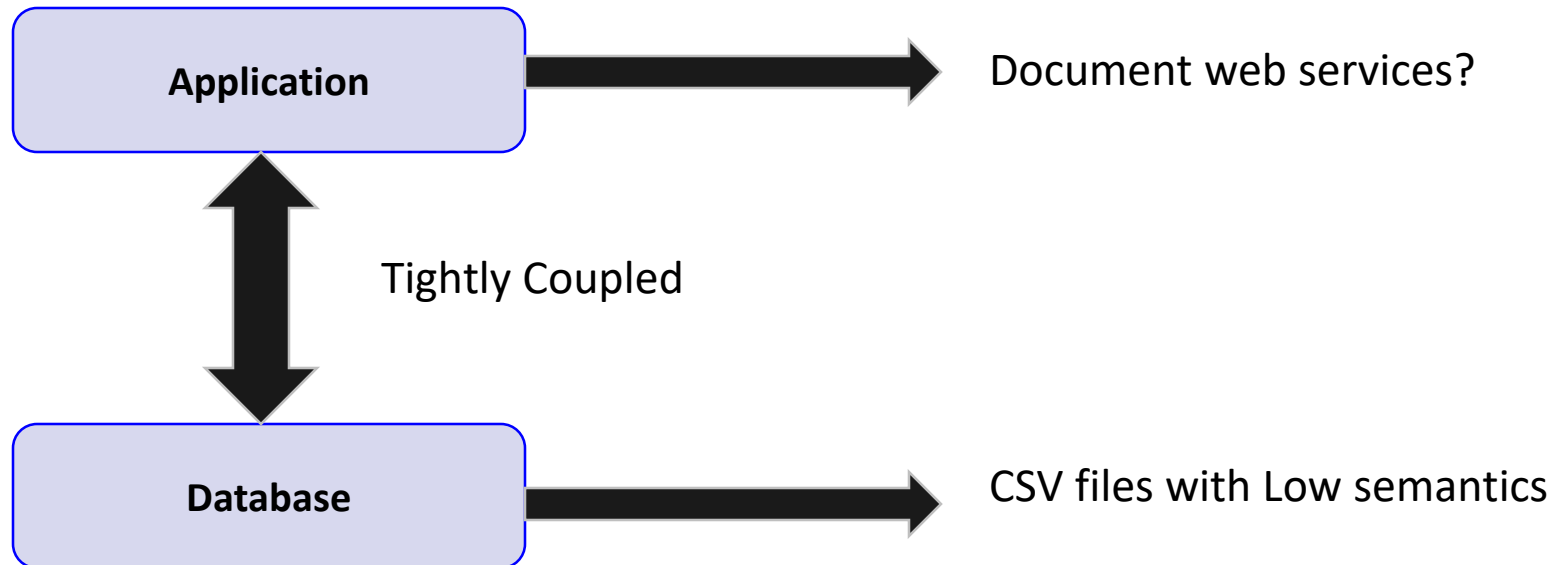 Application
Document web services?
Tightly Coupled
Database
CSV files with Low semantics